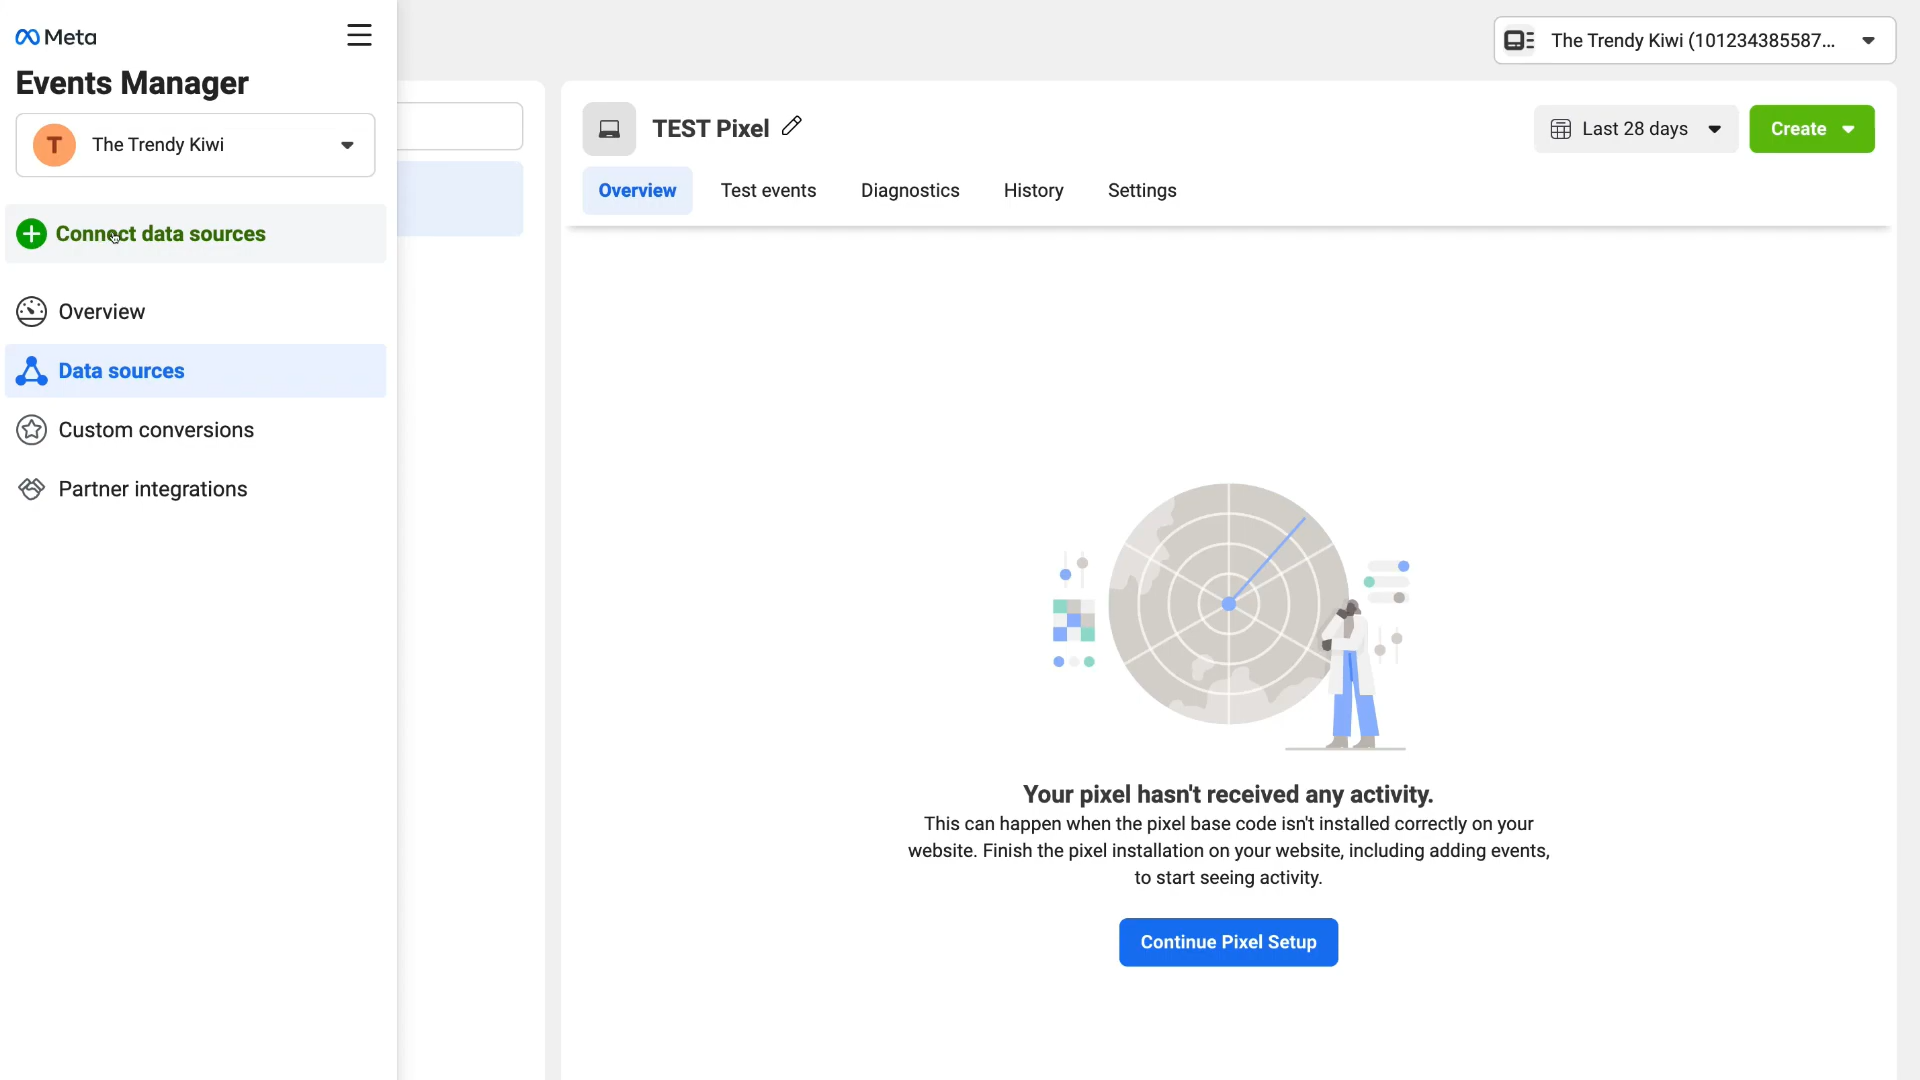 Meta
Events Manager
T
The Trendy Kiwi
Connect data sources
Overview
Data sources
Custom conversions
Partner integrations
The Trendy Kiwi (101234385587...
TEST Pixel
Last 28 days
Create
Overview
Test events
Diagnostics
History
Settings
Your pixel hasn't received any activity.
This can happen when the pixel base code isn't installed correctly on your
website. Finish the pixel installation on your website, including adding events,
to start seeing activity.
Continue Pixel Setup